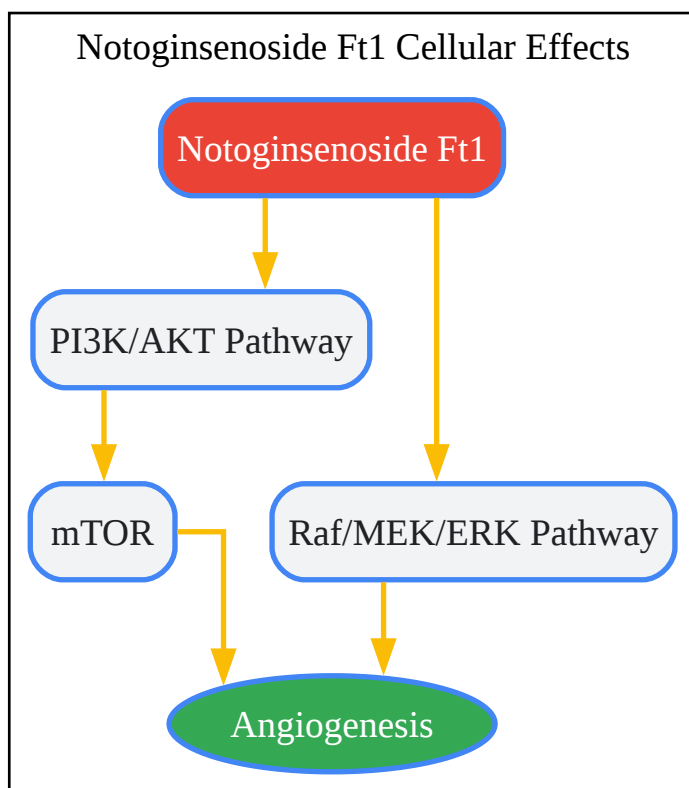 Notoginsenoside Ft1 Cellular Effects
Notoginsenoside Ft1
PI3K/AKT Pathway
mTOR
Raf/MEK/ERK Pathway
Angiogenesis